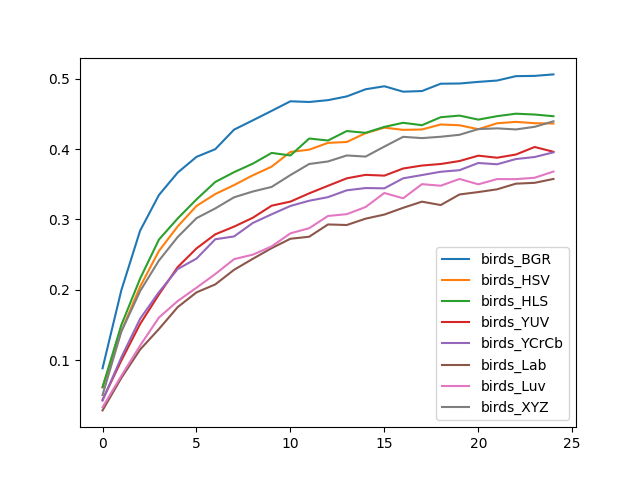 0.5
0.4
0.3
0.2
0.1
0 5 10 15 20 25
birds_BGR
birds_HSV
birds_HLS
birds_YUV
birds_YCrCb
birds_Lab
birds_Luv
birds_XYZ